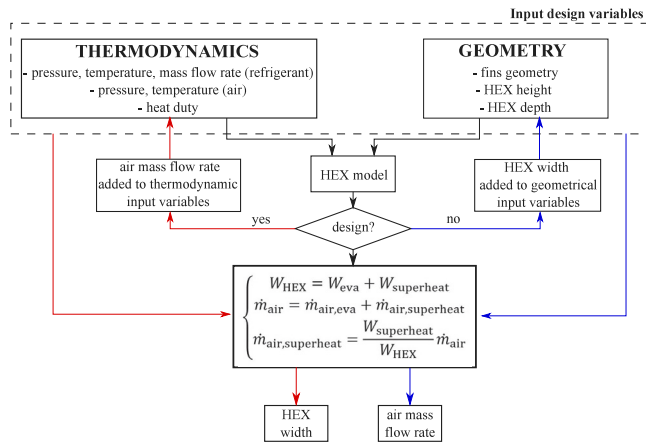 Input design variables
THERMODYNAMICS
- pressure, temperature, mass flow rate (refrigerant)
- pressure, temperature (air)
- heat duty
GEOMETRY
- fins geometry
- HEX height
- HEX depth
air mass flow rate
added to thermodynamic
input variables
HEX model
HEX width
added to geometrical
input variables
yes
design?
no
W_HEX = W_eva + W_superheat
ṁ_air = ṁ_air,eva + ṁ_air,superheat
ṁ_air,superheat = W_superheat / W_HEX ṁ_air
HEX
width
air mass
flow rate